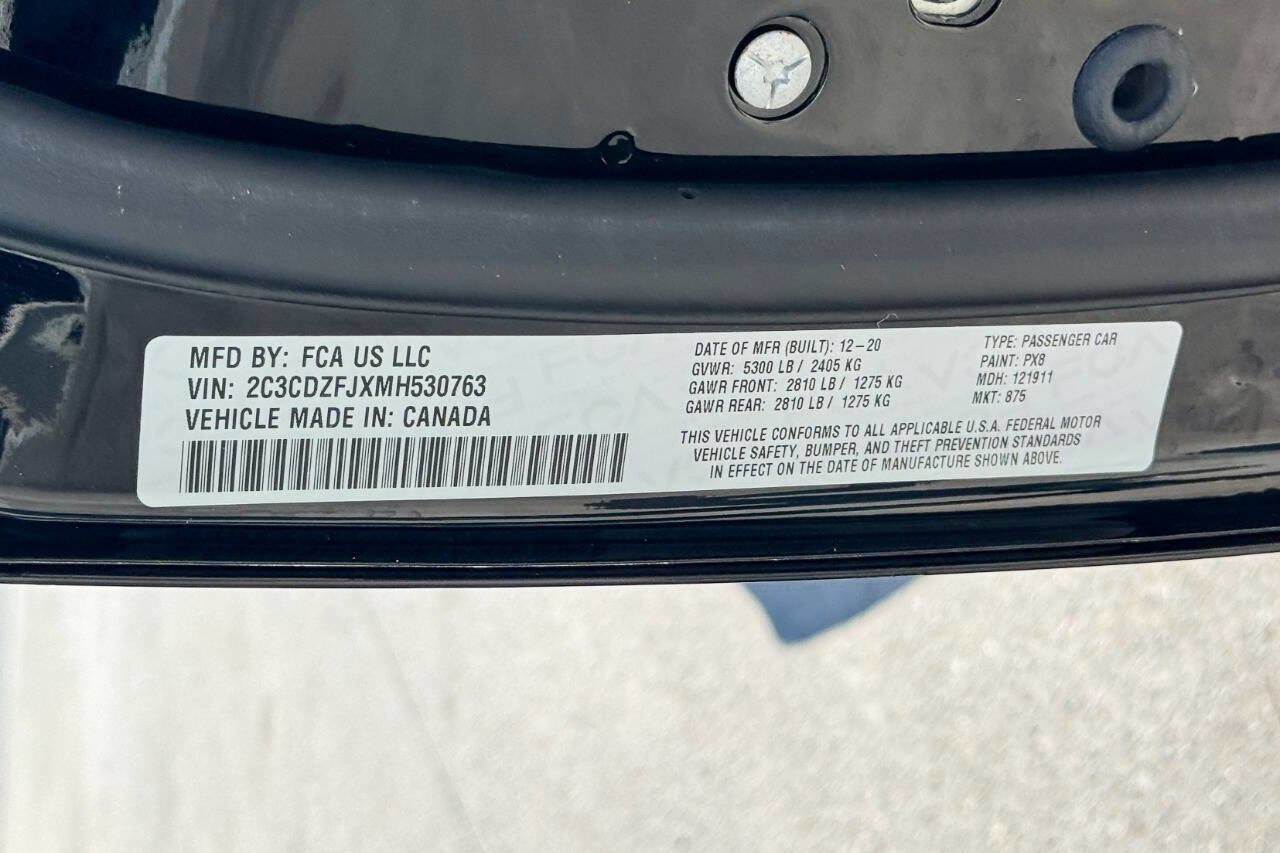 MFD BY: FCA US LLC
VIN: 2C3CDZFJXMH530763
VEHICLE MADE IN: CANADA
DATE OF MFR (BUILT): 12-20
GVWR: 5300 LB / 2405 KG
GAWR FRONT: 2810 LB / 1275 KG
GAWR REAR: 2810 LB / 1275 KG
TYPE: PASSENGER CAR
PAINT: PX8
MDH: 121911
MKT: 875
THIS VEHICLE CONFORMS TO ALL APPLICABLE U.S.A. FEDERAL MOTOR
VEHICLE SAFETY, BUMPER, AND THEFT PREVENTION STANDARDS
IN EFFECT ON THE DATE OF MANUFACTURE SHOWN ABOVE.